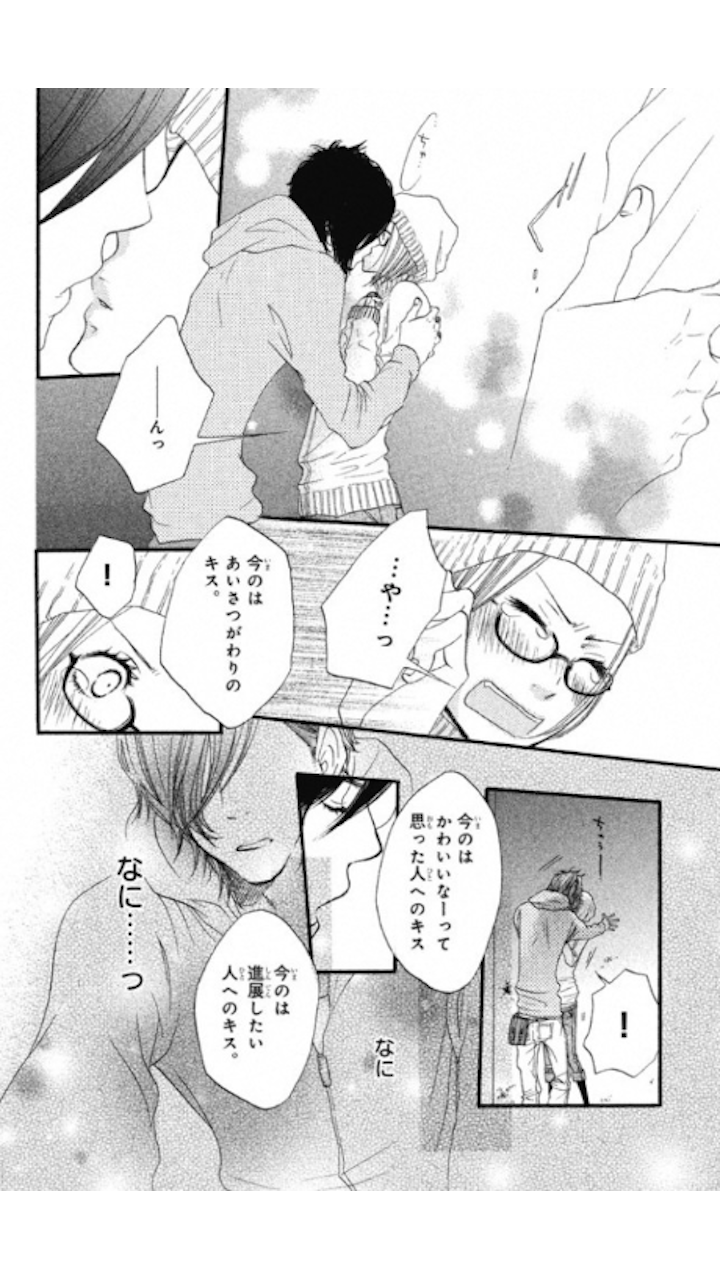 ちゅ…
――んっ
…や…っ
今のは
あいさつがわりの
キス。
！
ちゅうー
！
今のは
かわいいなーって
思った人へのキス
なに
今のは
進展したい
人へのキス。
なに……っ